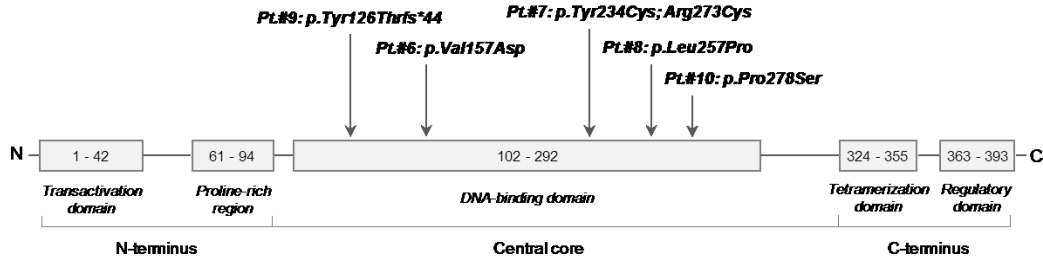 Pt.#9: p.Tyr126Thrfs*44
Pt.#7: p.Tyr234Cys; Arg273Cys
Pt.#6: p.Val157Asp
Pt.#8: p.Leu257Pro
Pt.#10: p.Pro278Ser
N 1 - 42 61 - 94 102 - 292 324 - 355 363 - 393 C
Transactivation domain
Proline-rich region
DNA-binding domain
Tetramerization domain
Regulatory domain
N-terminus Central core C-terminus